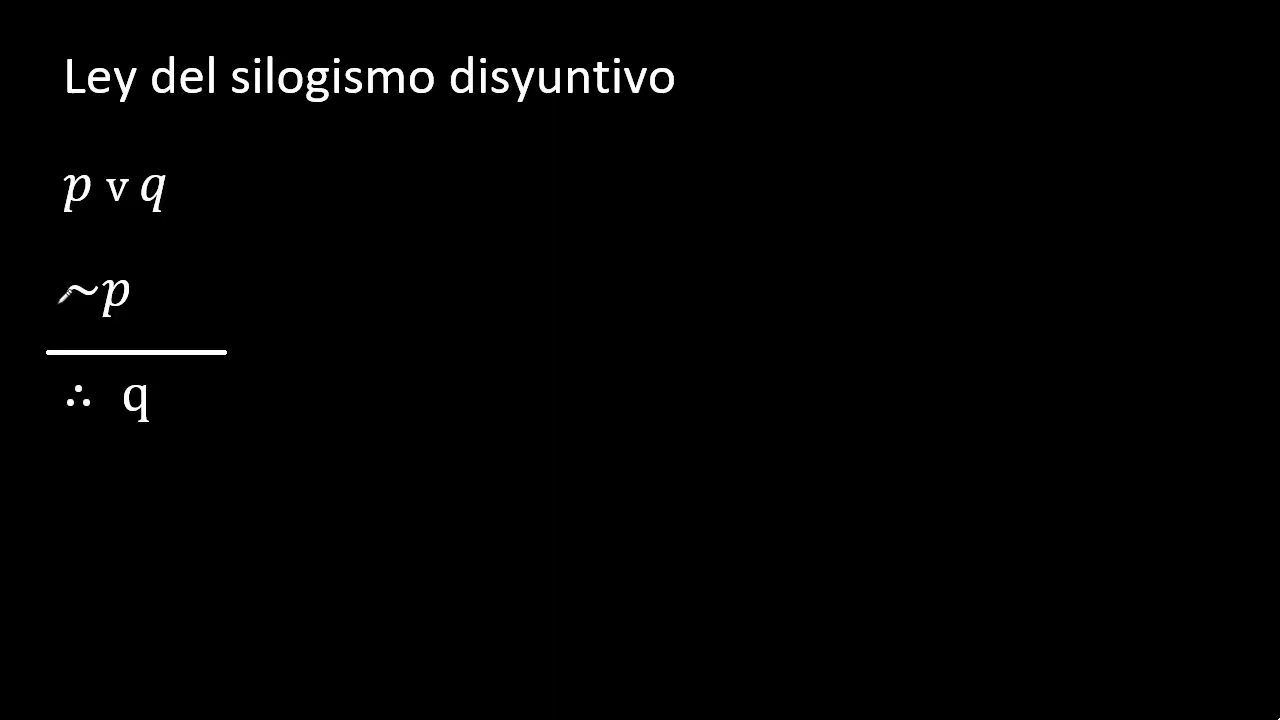 Ley del silogismo disyuntivo
p v q
~p
∴ q